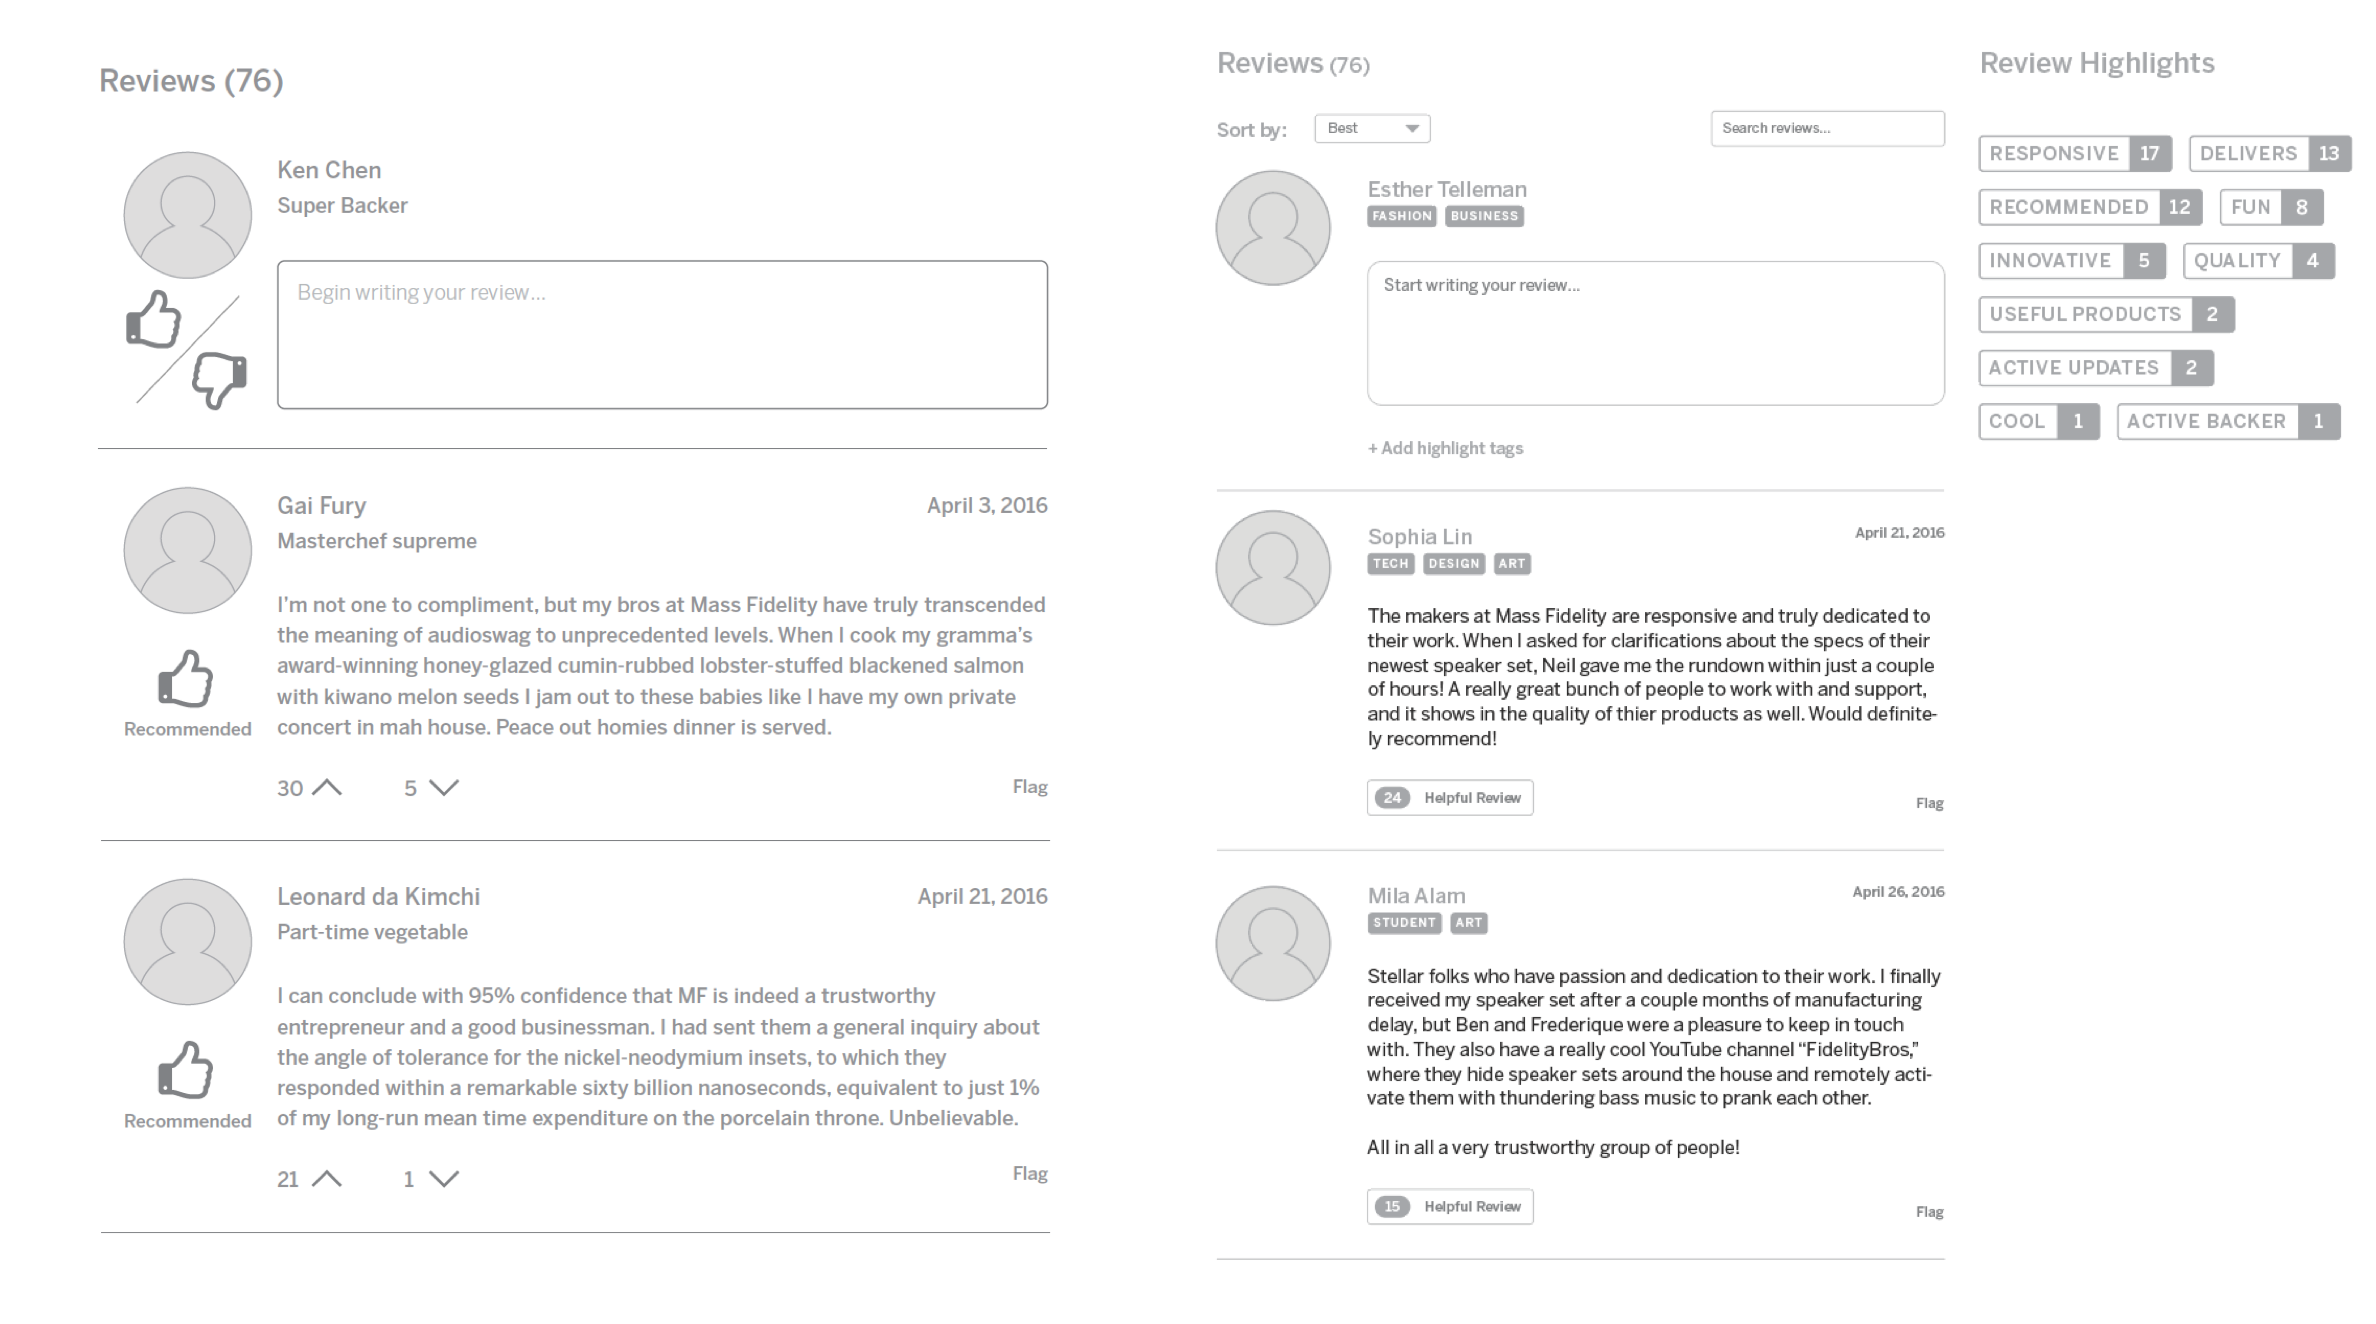 Reviews (76)
Ken Chen
Super Backer
Begin writing your review...
Gai Fury
April 3, 2016
Masterchef supreme
I'm not one to compliment, but my bros at Mass Fidelity have truly transcended
the meaning of audioswag to unprecedented levels. When I cook my gramma's
award-winning honey-glazed cumin-rubbed lobster-stuffed blackened salmon
with kiwano melon seeds I jam out to these babies like I have my own private
concert in mah house. Peace out homies dinner is served.
Recommended
30
5
Flag
Leonard da Kimchi
April 21, 2016
Part-time vegetable
I can conclude with 95% confidence that MF is indeed a trustworthy
entrepreneur and a good businessman. I had sent them a general inquiry about
the angle of tolerance for the nickel-neodymium insets, to which they
responded within a remarkable sixty billion nanoseconds, equivalent to just 1%
of my long-run mean time expenditure on the porcelain throne. Unbelievable.
Recommended
21
1
Flag
Reviews (76)
Sort by:
Best
Search reviews...
Esther Telleman
FASHION BUSINESS
Start writing your review...
+ Add highlight tags
Sophia Lin
April 21, 2016
TECH DESIGN ART
The makers at Mass Fidelity are responsive and truly dedicated to
their work. When I asked for clarifications about the specs of their
newest speaker set, Neil gave me the rundown within just a couple
of hours! A really great bunch of people to work with and support,
and it shows in the quality of thier products as well. Would definite-
ly recommend!
24 Helpful Review
Flag
Mila Alam
April 26, 2016
STUDENT ART
Stellar folks who have passion and dedication to their work. I finally
received my speaker set after a couple months of manufacturing
delay, but Ben and Frederique were a pleasure to keep in touch
with. They also have a really cool YouTube channel “FidelityBros,”
where they hide speaker sets around the house and remotely acti-
vate them with thundering bass music to prank each other.
All in all a very trustworthy group of people!
15 Helpful Review
Flag
Review Highlights
RESPONSIVE 17 DELIVERS 13
RECOMMENDED 12 FUN 8
INNOVATIVE 5 QUALITY 4
USEFUL PRODUCTS 2
ACTIVE UPDATES 2
COOL 1 ACTIVE BACKER 1